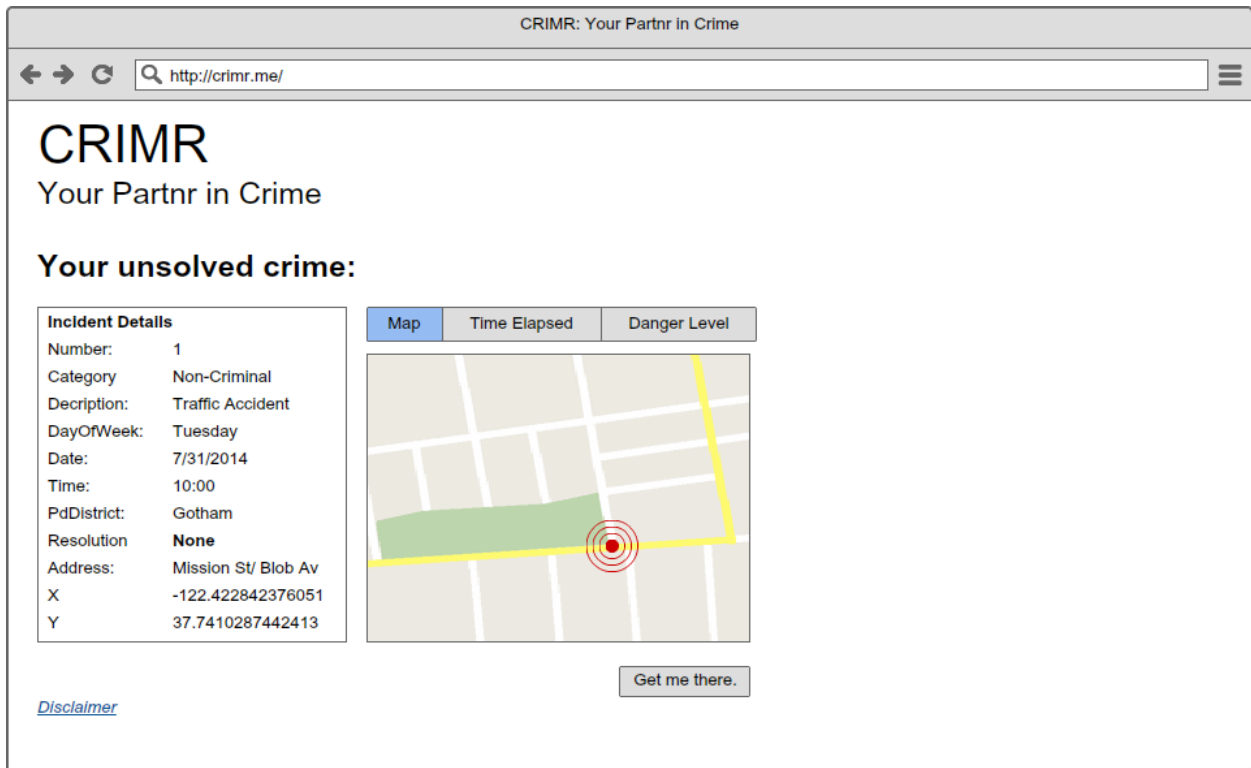 CRIMR: Your Partnr in Crime
http://crimr.me/
CRIMR
Your Partnr in Crime
Your unsolved crime:
Incident Details
Number: 1
Category Non-Criminal
Decription: Traffic Accident
DayOfWeek: Tuesday
Date: 7/31/2014
Time: 10:00
PdDistrict: Gotham
Resolution None
Address: Mission St/ Blob Av
X -122.422842376051
Y 37.7410287442413
Map Time Elapsed Danger Level
Get me there.
Disclaimer